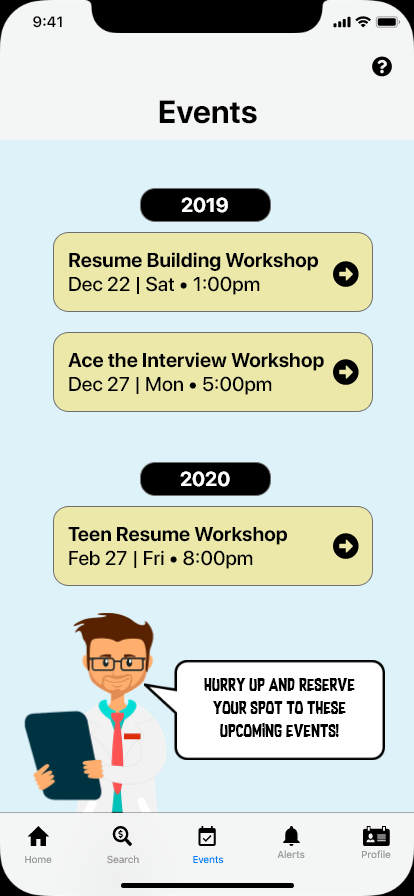 9:41
Events
2019
Resume Building Workshop
Dec 22 | Sat • 1:00pm
Ace the Interview Workshop
Dec 27 | Mon • 5:00pm
2020
Teen Resume Workshop
Feb 27 | Fri • 8:00pm
HURRY UP AND RESERVE
YOUR SPOT TO THESE
UPCOMING EVENTS!
Home
Search
Events
Alerts
Profile